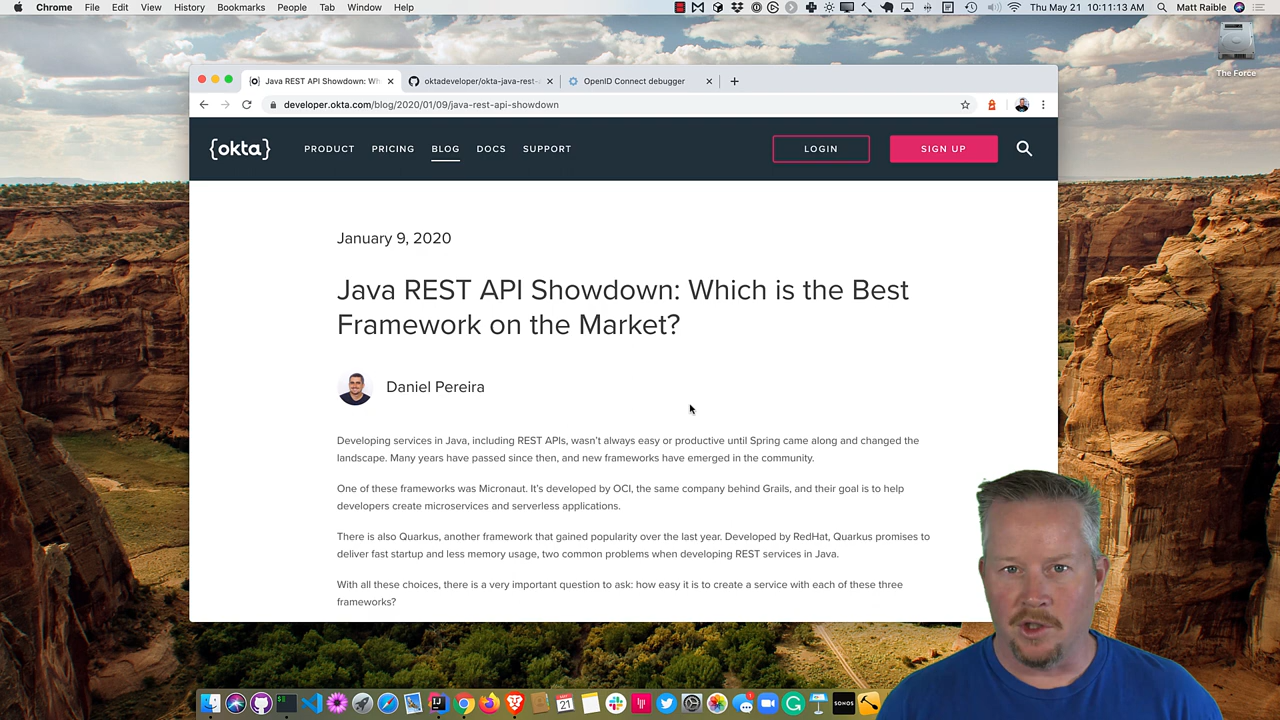 Chrome File Edit View History Bookmarks People Tab Window Help Thu May 21 10:11:13 AM Matt Raible
The Force
Java REST API Showdown: Wh
oktadeveloper/okta-java-rest-
OpenID Connect debugger
developer.okta.com/blog/2020/01/09/java-rest-api-showdown
{okta} PRODUCT PRICING BLOG DOCS SUPPORT LOGIN SIGN UP
January 9, 2020
Java REST API Showdown: Which is the Best
Framework on the Market?
Daniel Pereira
Developing services in Java, including REST APIs, wasn't always easy or productive until Spring came along and changed the
landscape. Many years have passed since then, and new frameworks have emerged in the community.
One of these frameworks was Micronaut. It's developed by OCI, the same company behind Grails, and their goal is to help
developers create microservices and serverless applications.
There is also Quarkus, another framework that gained popularity over the last year. Developed by RedHat, Quarkus promises to
deliver fast startup and less memory usage, two common problems when developing REST services in Java.
With all these choices, there is a very important question to ask: how easy it is to create a service with each of these three
frameworks?
21
SONOS